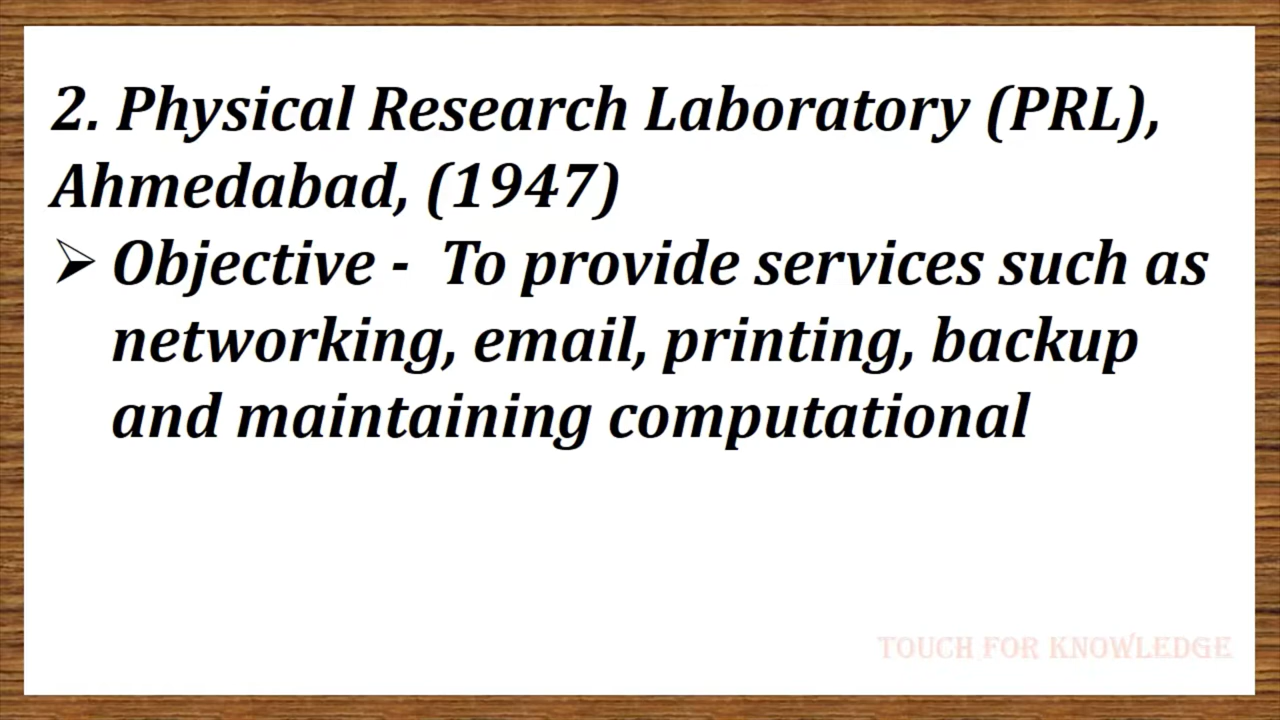 2. Physical Research Laboratory (PRL),
Ahmedabad, (1947)
➢ Objective - To provide services such as
networking, email, printing, backup
and maintaining computational
TOUCH FOR KNOWLEDGE